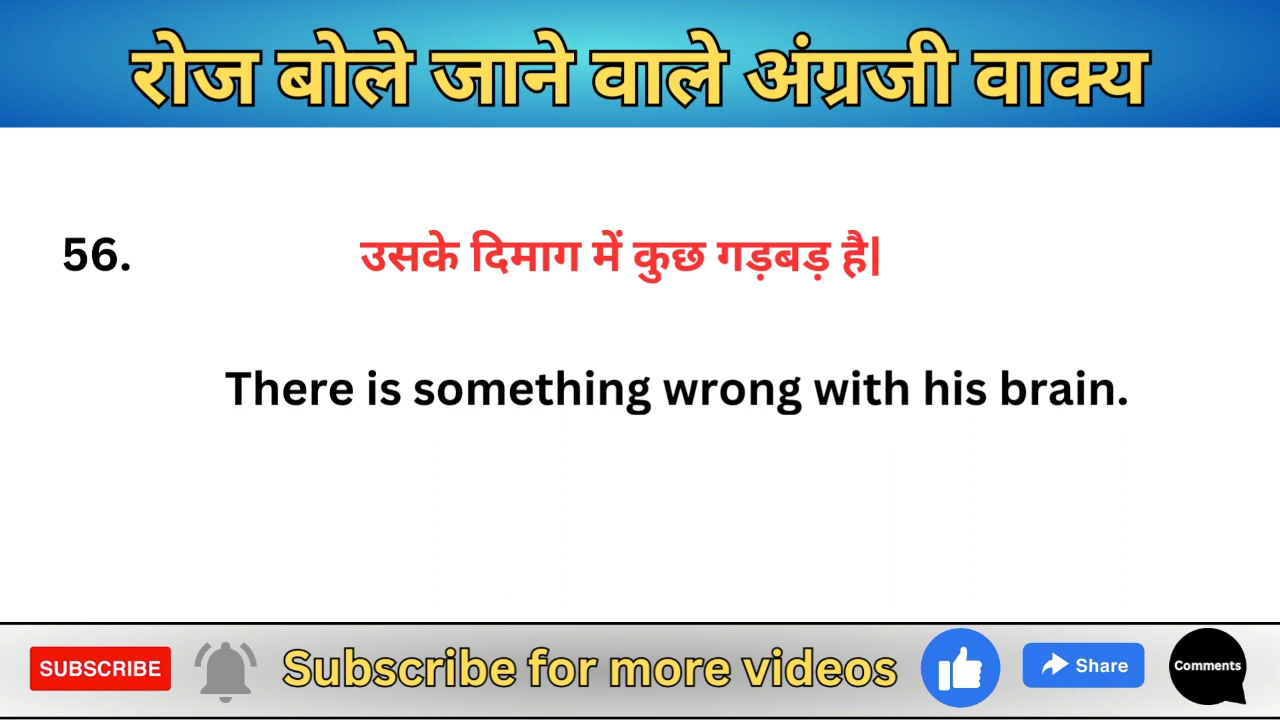 रोज बोले जाने वाले अंग्रजी वाक्य
56. उसके दिमाग में कुछ गड़बड़ है|
There is something wrong with his brain.
SUBSCRIBE Subscribe for more videos Share Comments